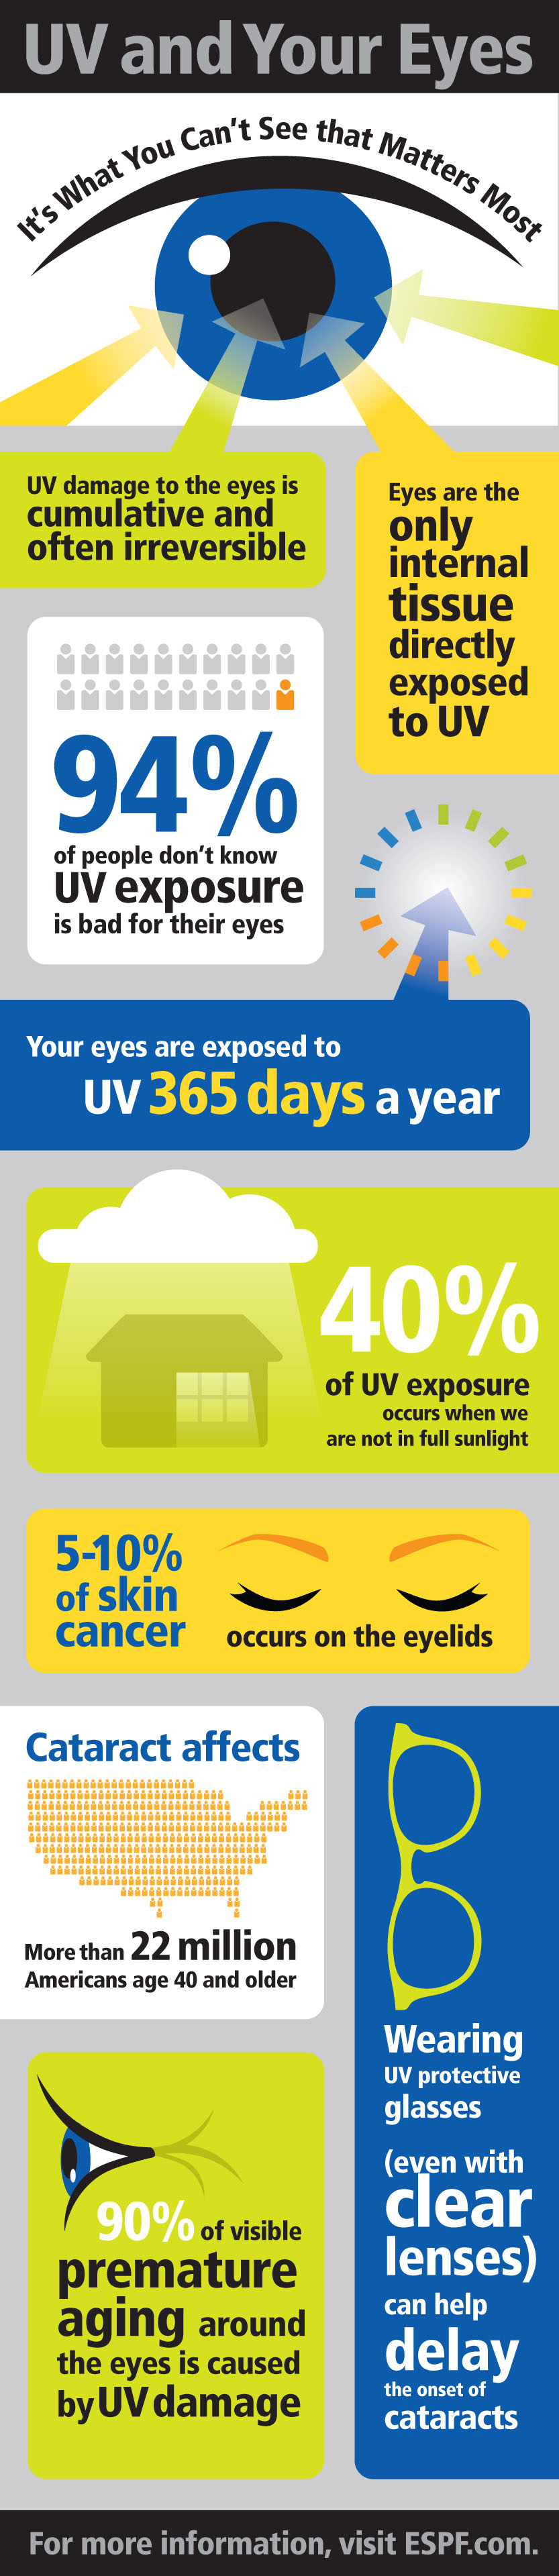 UV and Your Eyes
It's What You Can't See that Matters Most
UV damage to the eyes is
cumulative and
often irreversible
Eyes are the
only
internal
tissue
directly
exposed
to UV
94%
of people don't know
UV exposure
is bad for their eyes
Your eyes are exposed to
UV 365 days a year
40%
of UV exposure
occurs when we
are not in full sunlight
5-10%
of skin
cancer
occurs on the eyelids
Cataract affects
More than 22 million
Americans age 40 and older
Wearing
UV protective
glasses
(even with
clear
lenses)
can help
delay
the onset of
cataracts
90% of visible
premature
aging around
the eyes is caused
by UV damage
For more information, visit ESPF.com.